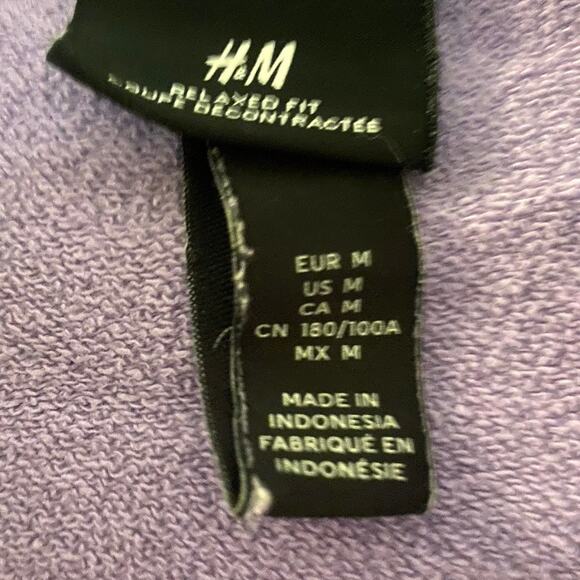 H&M
RELAXED FIT
COUPE DÉCONTRACTÉE
EUR M
US M
CA M
CN 180/100A
MX M
MADE IN
INDONESIA
FABRIQUÉ EN
INDONÉSIE